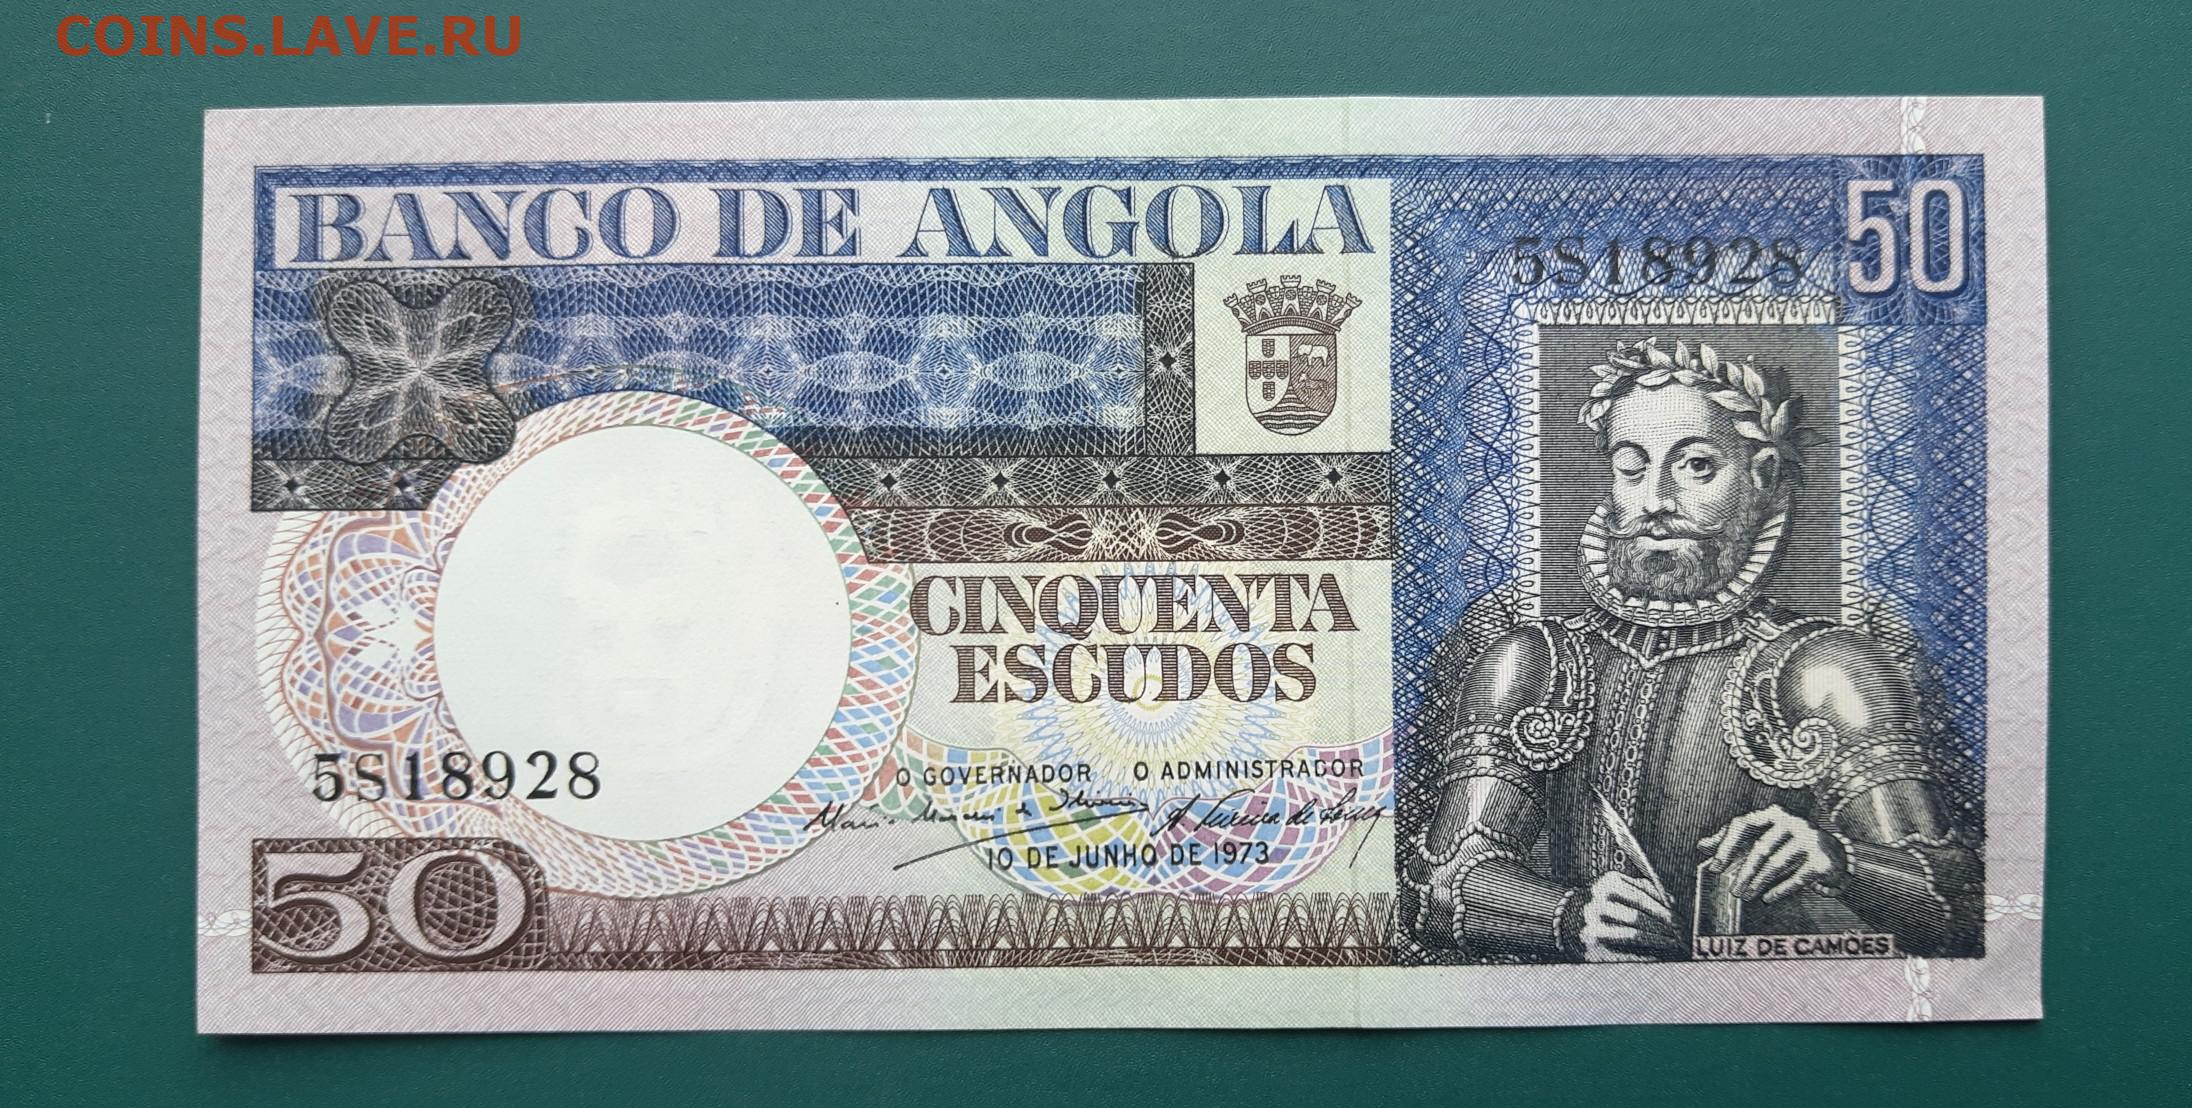 COINS.LAVE.RU
BANCO DE ANGOLA
50
5S18928
CINQUENTA
ESCUDOS
5S18928
O GOVERNADOR O ADMINISTRADOR
10 DE JUNHO DE 1973
50
LUIZ DE CAMÕES